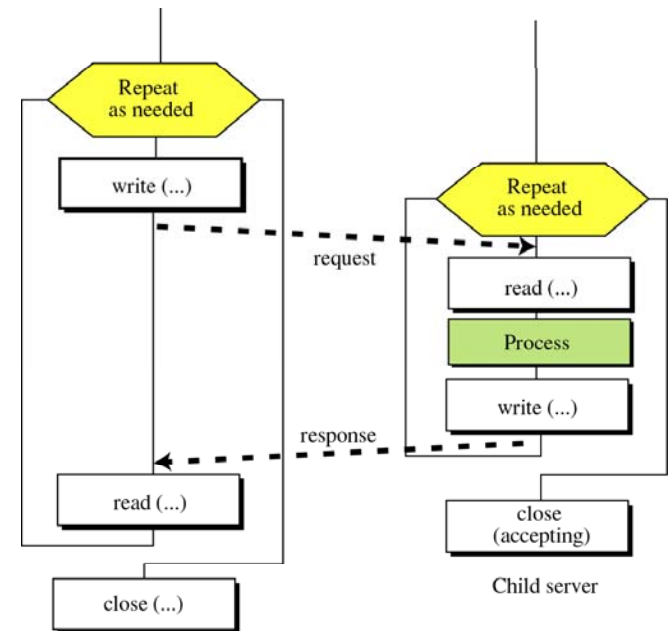 Repeat
as needed
write (...)
request
response
read (...)
close (...)
Repeat
as needed
read (...)
Process
write (...)
close
(accepting)
Child server